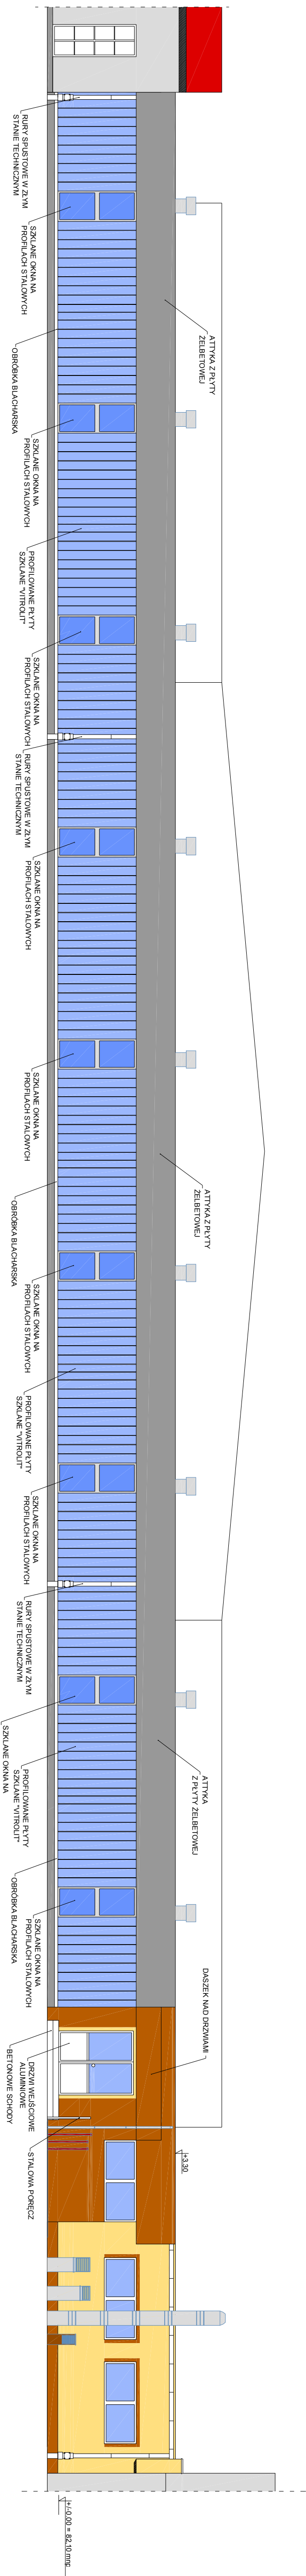 RURY SPUSTOWE W ZŁYM
STANIE TECHNICZNYM
SZKLANE OKNA NA
PROFILACH STALOWYCH
ATTYKA Z PŁYTY
ŻELBETOWEJ
OBRÓBKA BLACHARSKA
SZKLANE OKNA NA
PROFILACH STALOWYCH
PROFILOWANE PŁYTY
SZKLANE "VITROLIT"
SZKLANE OKNA NA
PROFILACH STALOWYCH
RURY SPUSTOWE W ZŁYM
STANIE TECHNICZNYM
SZKLANE OKNA NA
PROFILACH STALOWYCH
SZKLANE OKNA NA
PROFILACH STALOWYCH
ATTYKA Z PŁYTY
ŻELBETOWEJ
OBRÓBKA BLACHARSKA
SZKLANE OKNA NA
PROFILACH STALOWYCH
PROFILOWANE PŁYTY
SZKLANE "VITROLIT"
SZKLANE OKNA NA
PROFILACH STALOWYCH
RURY SPUSTOWE W ZŁYM
STANIE TECHNICZNYM
SZKLANE OKNA NA
PROFILOWANE PŁYTY
SZKLANE "VITROLIT"
ATTYKA
Z PŁYTY ŻELBETOWEJ
OBRÓBKA BLACHARSKA
SZKLANE OKNA NA
PROFILACH STALOWYCH
DASZEK NAD DRZWIAMI
BETONOWE SCHODY
DRZWI WEJŚCIOWE
ALUMINIOWE
STALOWA PORĘCZ
+3,30
+/-0,00 = 82,10 mnp